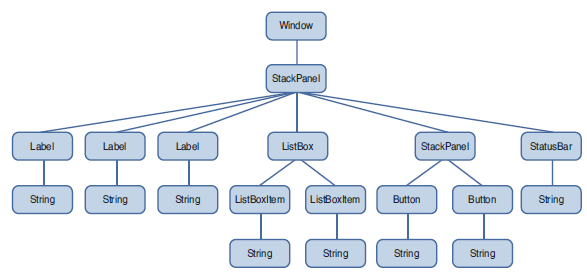 Window
StackPanel
Label Label Label ListBox StackPanel StatusBar
String String String ListBoxItem ListBoxItem Button Button String
String String String String